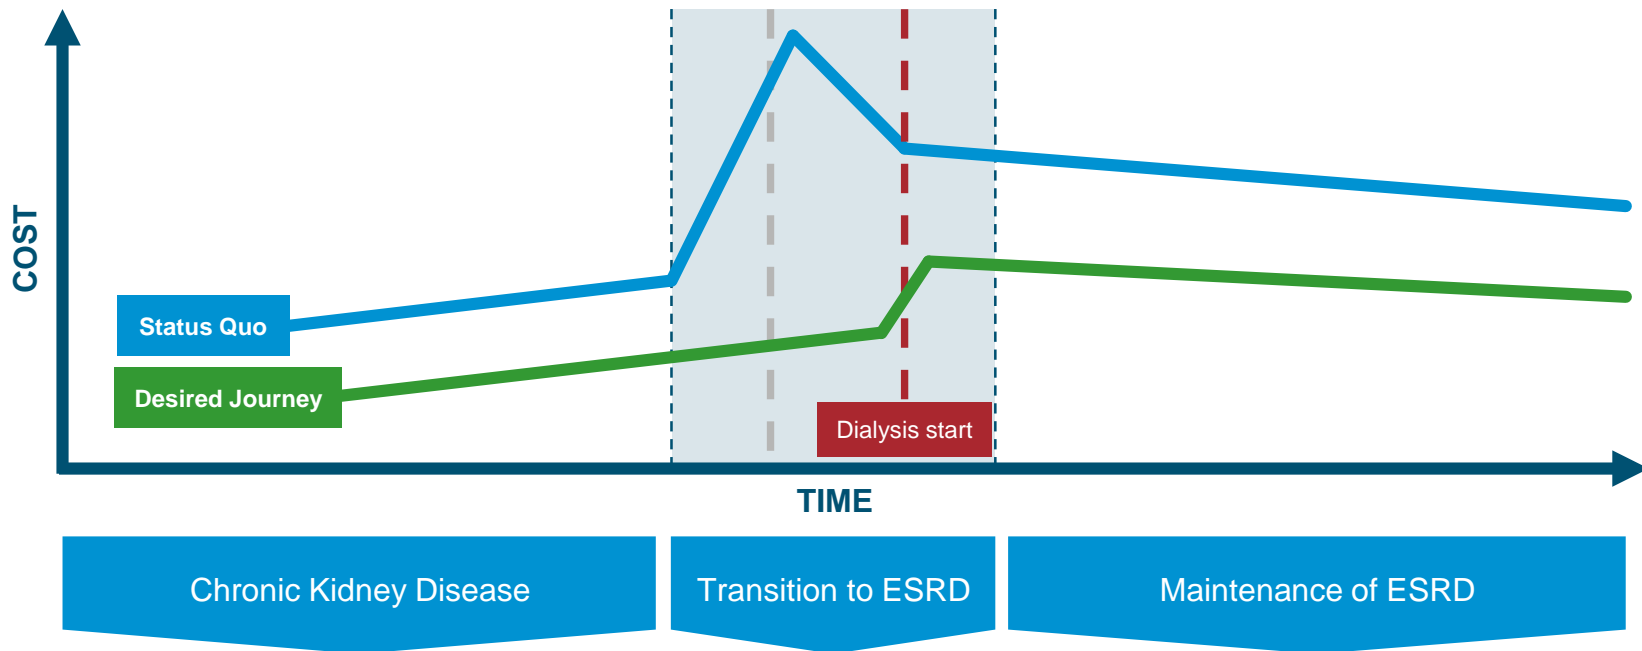 COST
Status Quo
Desired Journey
Dialysis start
TIME
Chronic Kidney Disease
Transition to ESRD
Maintenance of ESRD